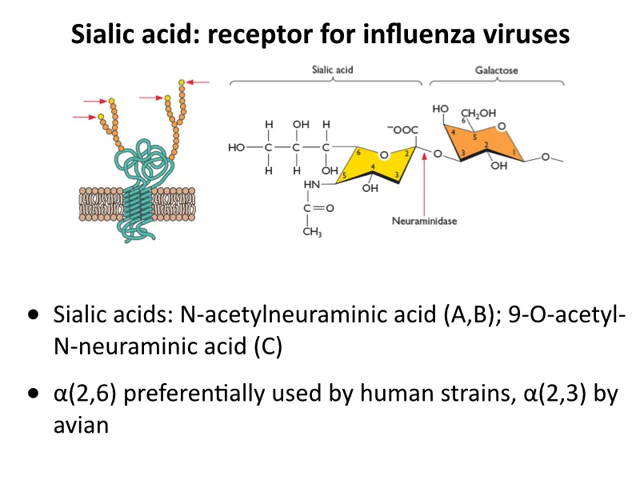 Sialic acid: receptor for influenza viruses
Sialic acid
Galactose
H OH H
HO C C C
H H OH
HN
C=O
CH3
6
5
4
3
2
O
OH
⁻OOC
O
Neuraminidase
HO
CH2OH
6
4
5
O
3
2
1
OH
O
• Sialic acids: N-acetylneuraminic acid (A,B); 9-O-acetyl-
N-neuraminic acid (C)
• α(2,6) preferentially used by human strains, α(2,3) by
avian